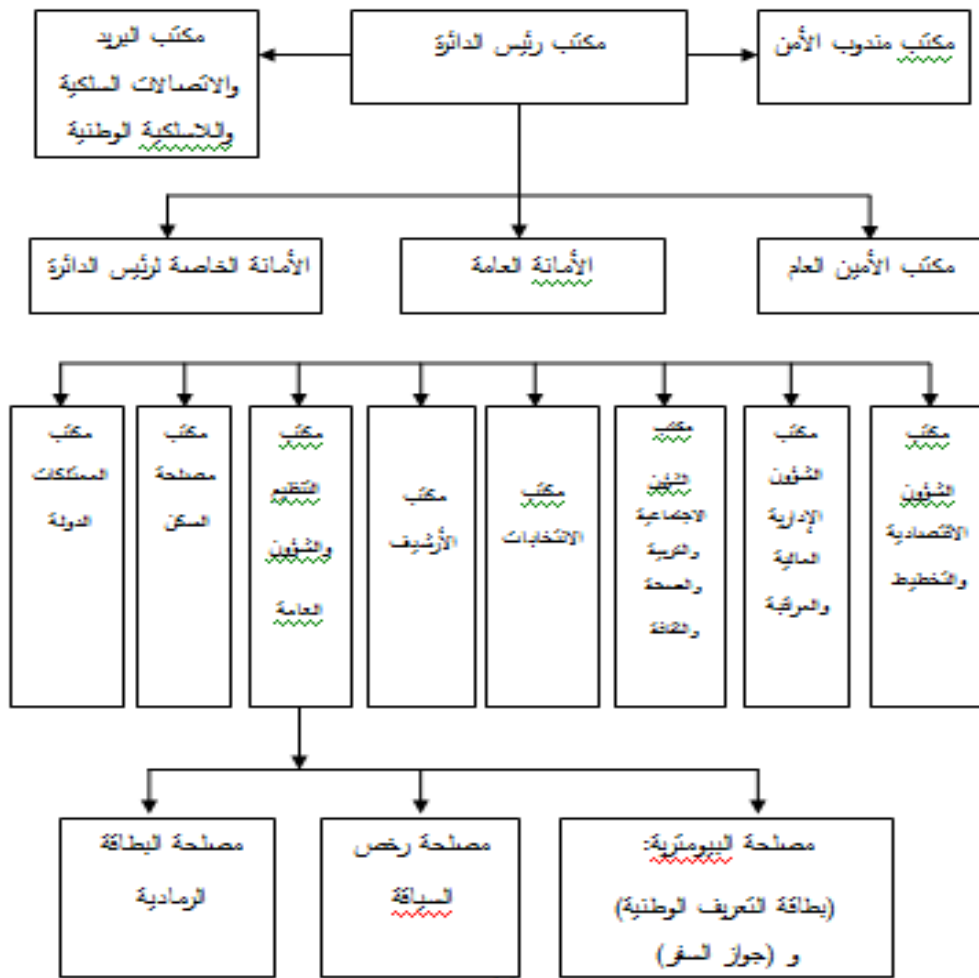 مكتب مندوب الأمن
مكتب رئيس الدائرة
مكتب البريد
والاتصالات السلكية
واللاسلكية الوطنية
مكتب الأمين العام
الأمانة العامة
الأمانة الخاصة لرئيس الدائرة
مكتب
الشؤون
الاقتصادية
والتخطيط
مكتب
الشؤون
الإدارية
المالية
والمراقبة
مكتب
الشؤون
الاجتماعية
والتربية
والصحة
والثقافة
مكتب
الانتخابات
مكتب
الأرشيف
مكتب
التنظيم
والشؤون
العامة
مكتب
مصلحة
السكن
مكتب
الممتلكات
الدولة
مصلحة البيومترية:
(بطاقة التعريف الوطنية)
و (جواز السفر)
مصلحة رخص
السياقة
مصلحة البطاقة
الرمادية